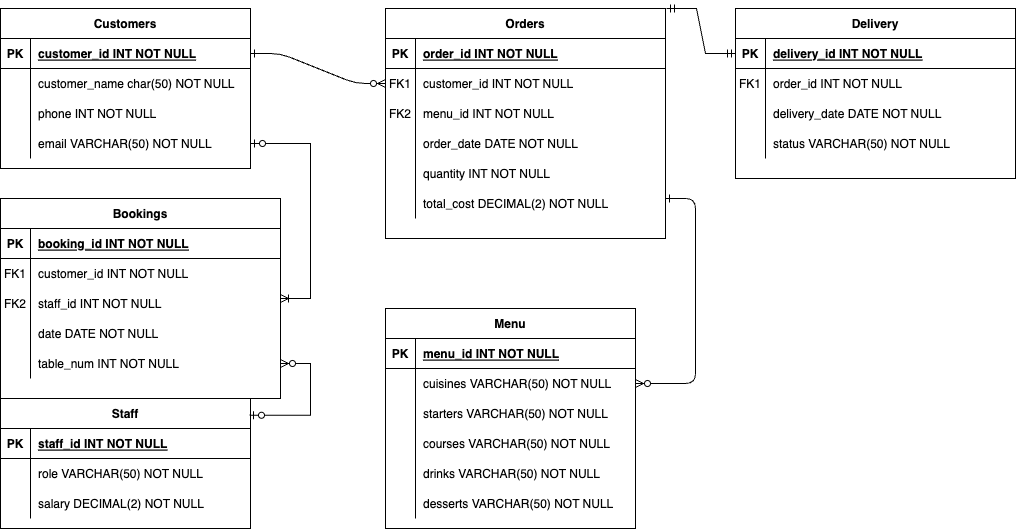 Customers
PK customer_id INT NOT NULL
customer_name char(50) NOT NULL
phone INT NOT NULL
email VARCHAR(50) NOT NULL
Bookings
PK booking_id INT NOT NULL
FK1 customer_id INT NOT NULL
FK2 staff_id INT NOT NULL
date DATE NOT NULL
table_num INT NOT NULL
Staff
PK staff_id INT NOT NULL
role VARCHAR(50) NOT NULL
salary DECIMAL(2) NOT NULL
Orders
PK order_id INT NOT NULL
FK1 customer_id INT NOT NULL
FK2 menu_id INT NOT NULL
order_date DATE NOT NULL
quantity INT NOT NULL
total_cost DECIMAL(2) NOT NULL
Menu
PK menu_id INT NOT NULL
cuisines VARCHAR(50) NOT NULL
starters VARCHAR(50) NOT NULL
courses VARCHAR(50) NOT NULL
drinks VARCHAR(50) NOT NULL
desserts VARCHAR(50) NOT NULL
Delivery
PK delivery_id INT NOT NULL
FK1 order_id INT NOT NULL
delivery_date DATE NOT NULL
status VARCHAR(50) NOT NULL